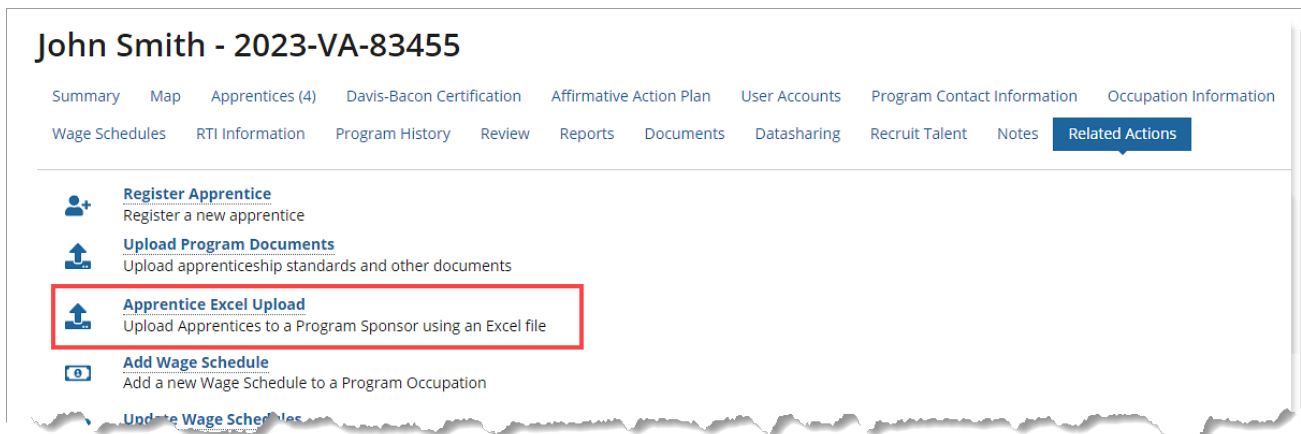 John Smith - 2023-VA-83455
Summary Map Apprentices (4) Davis-Bacon Certification Affirmative Action Plan User Accounts Program Contact Information Occupation Information
Wage Schedules RTI Information Program History Review Reports Documents Datasharing Recruit Talent Notes Related Actions
Register Apprentice
Register a new apprentice
Upload Program Documents
Upload apprenticeship standards and other documents
Apprentice Excel Upload
Upload Apprentices to a Program Sponsor using an Excel file
Add Wage Schedule
Add a new Wage Schedule to a Program Occupation
Update Wage Schedules